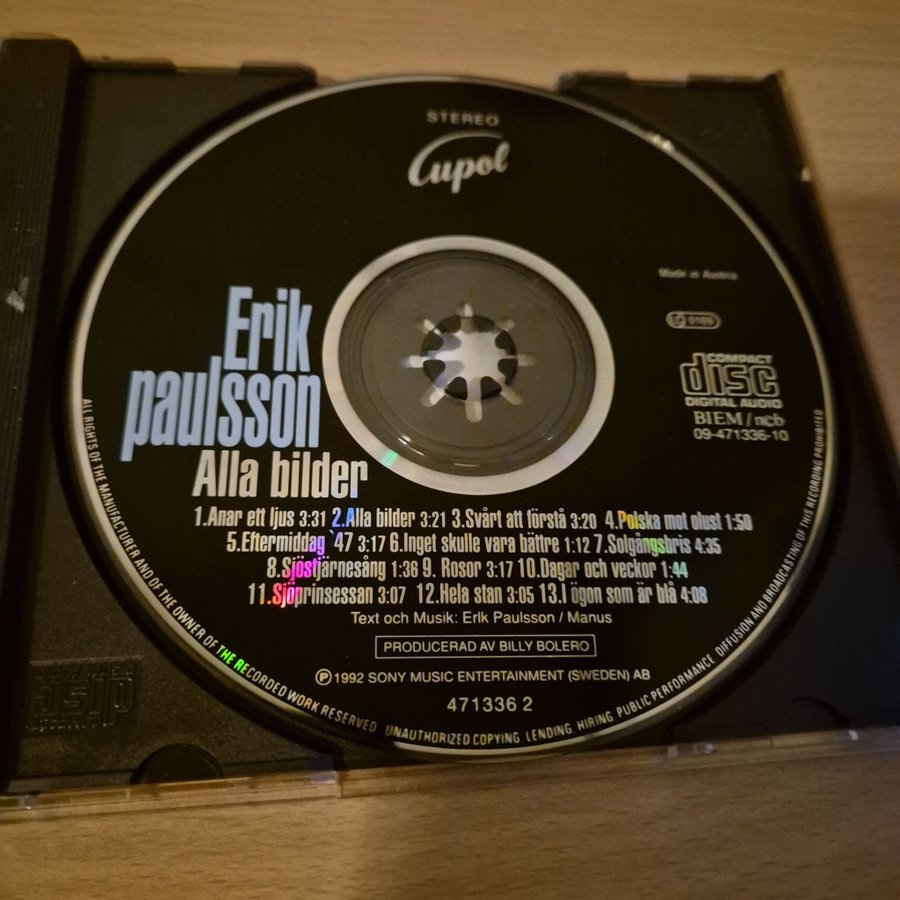 STEREO
Cupol
Made in Austria
Erik
paulsson
Alla bilder
COMPACT
disc
DIGITAL AUDIO
BIEM / ncb
09-471336-10
1.Anar ett ljus 3:31 2.Alla bilder 3:21 3.Svårt att förstå 3:20 4.Polska mot olust 1:50
5.Eftermiddag `47 3:17 6.Inget skulle vara bättre 1:12 7.Solgångsbris 4:35
8.Sjöstjärnesång 1:36 9. Rosor 3:17 10.Dagar och veckor 1:44
11.Sjöprinsessan 3:07 12.Hela stan 3:05 13.I ögon som är blå 4:08
Text och Musik: Erik Paulsson / Manus
PRODUCERAD AV BILLY BOLERO
℗ 1992 SONY MUSIC ENTERTAINMENT (SWEDEN) AB
471336 2
ALL RIGHTS OF THE MANUFACTURER AND OF THE OWNER OF THE RECORDED WORK RESERVED UNAUTHORIZED COPYING LENDING HIRING PUBLIC PERFORMANCE DIFFUSION AND BROADCASTING OF THIS RECORDING PROHIBITED
disc